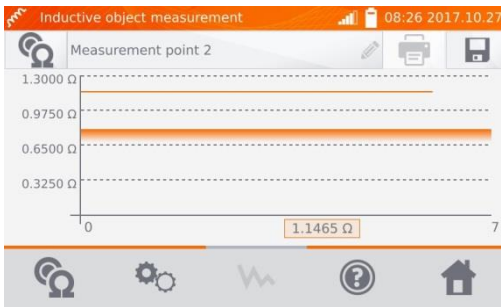 Inductive object measurement 08:26 2017.10.27
Measurement point 2
1.3000 Ω
0.9750 Ω
0.6500 Ω
0.3250 Ω
0 1.1465 Ω 7